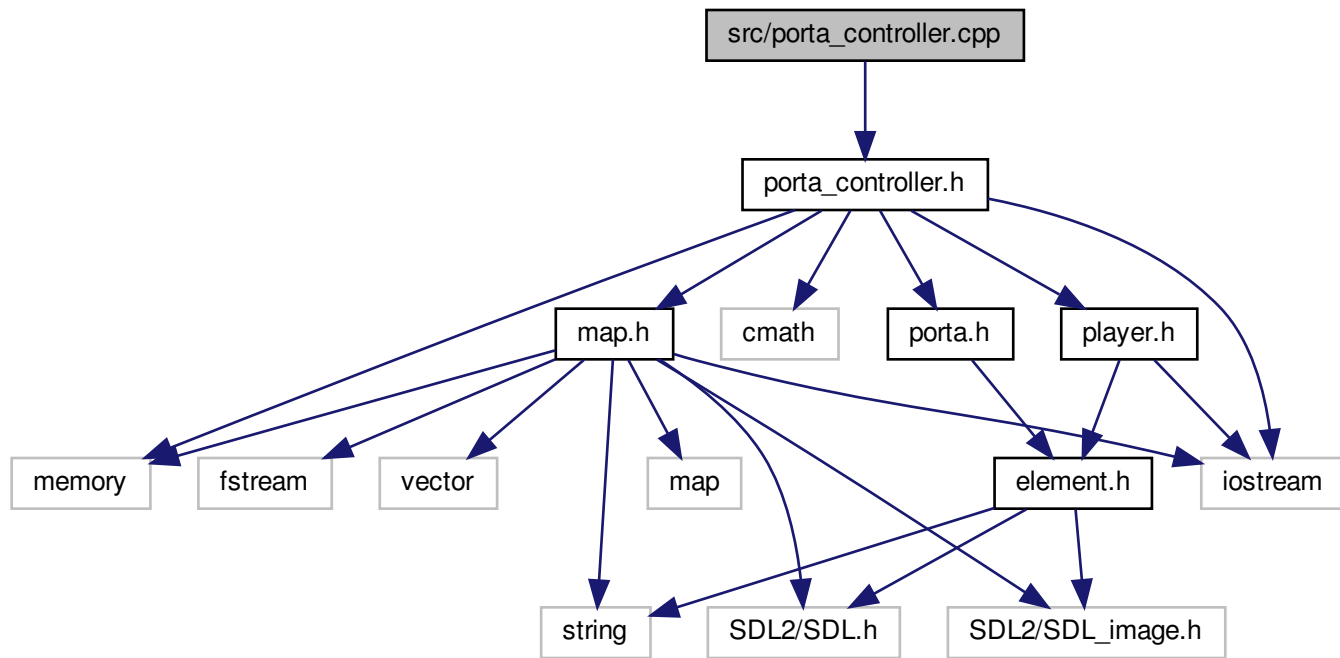 src/porta_controller.cpp
porta_controller.h
map.h
cmath
porta.h
player.h
memory
fstream
vector
map
element.h
iostream
string
SDL2/SDL.h
SDL2/SDL_image.h